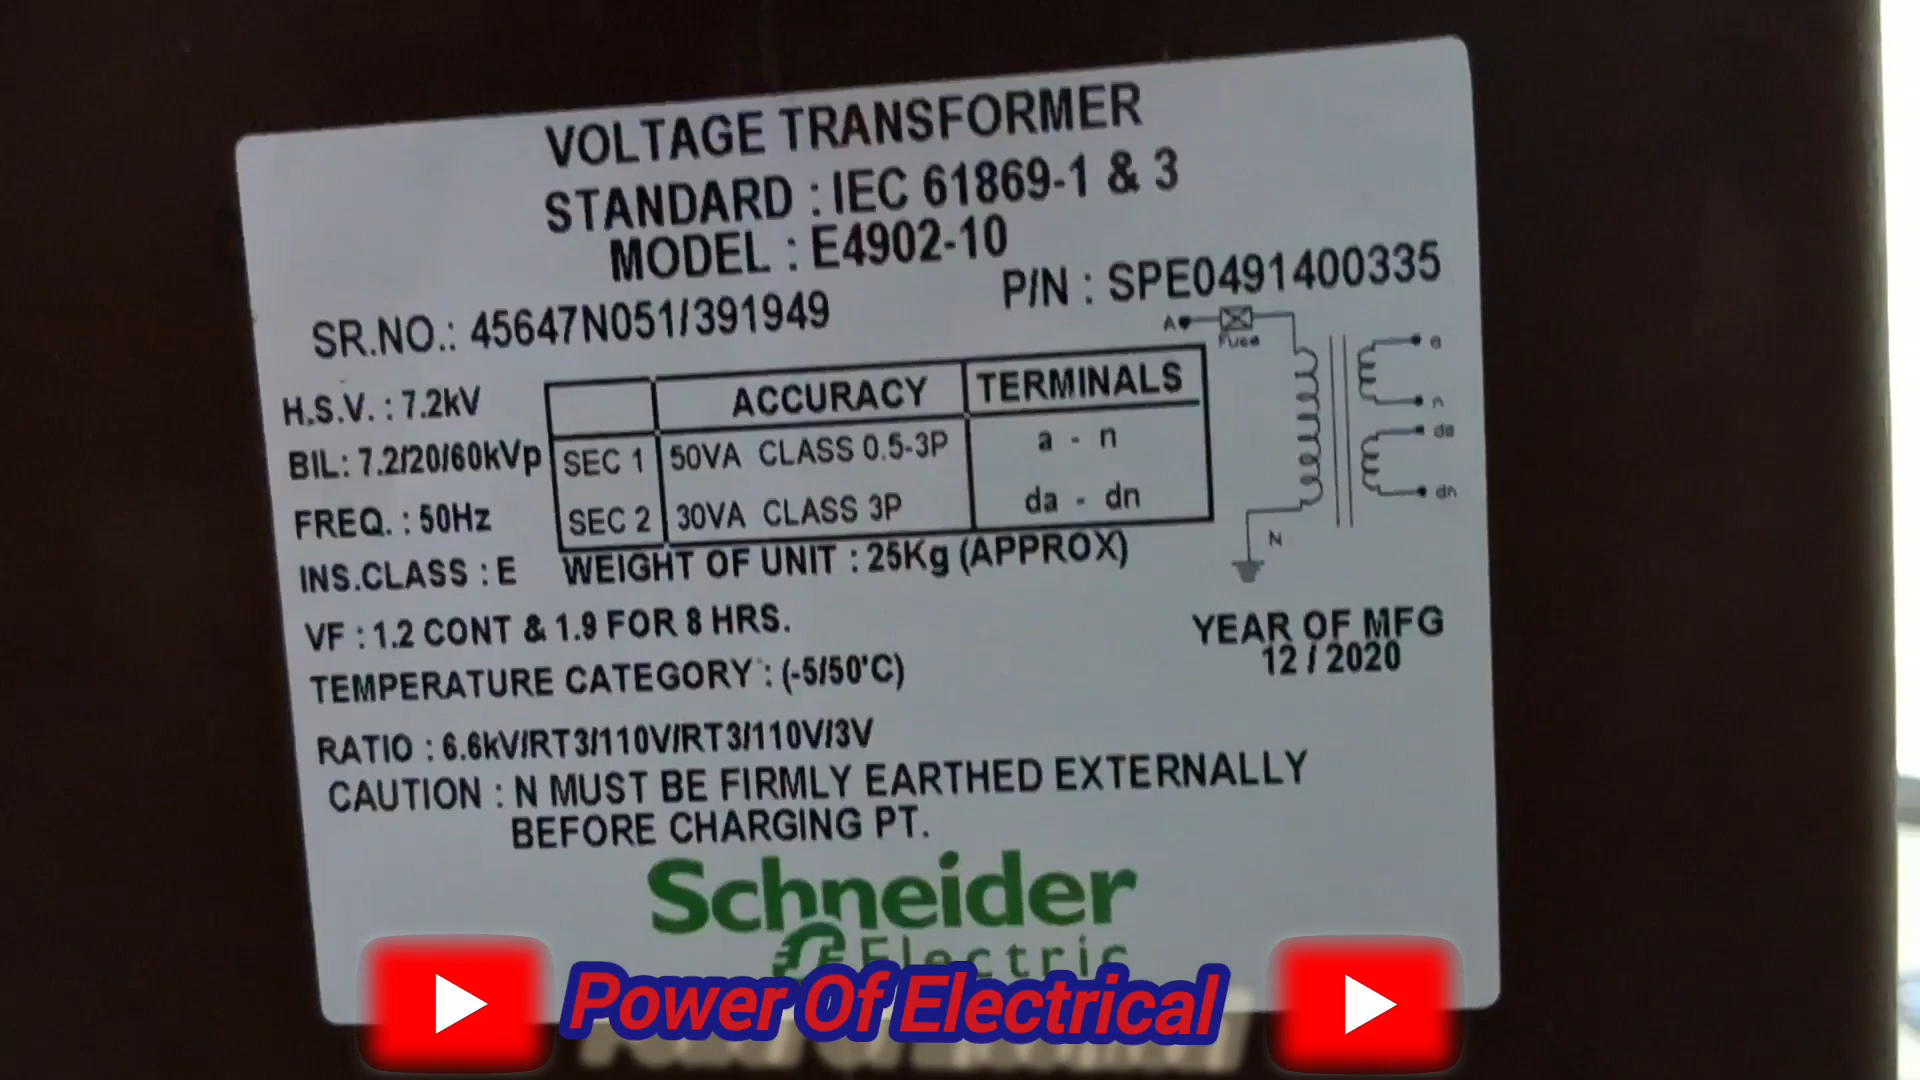 VOLTAGE TRANSFORMER
STANDARD : IEC 61869-1 & 3
MODEL : E4902-10
P/N : SPE0491400335
SR.NO.: 45647N051/391949
A
Fuse
a
n
da
dn
N
H.S.V. : 7.2kV
BIL: 7.2/20/60kVp
FREQ. : 50Hz
INS.CLASS : E
ACCURACY TERMINALS
SEC 1 50VA CLASS 0.5-3P a - n
SEC 2 30VA CLASS 3P da - dn
WEIGHT OF UNIT : 25Kg (APPROX)
VF : 1.2 CONT & 1.9 FOR 8 HRS.
YEAR OF MFG
12 / 2020
TEMPERATURE CATEGORY : (-5/50'C)
RATIO : 6.6kV/RT3/110V/RT3/110V/3V
CAUTION : N MUST BE FIRMLY EARTHED EXTERNALLY
BEFORE CHARGING PT.
Schneider
Electric
Power Of Electrical